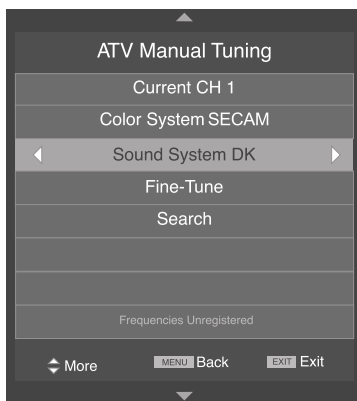 ATV Manual Tuning
Current CH 1
Color System SECAM
Sound System DK
Fine-Tune
Search
Frequencies Unregistered
More MENU Back EXIT Exit